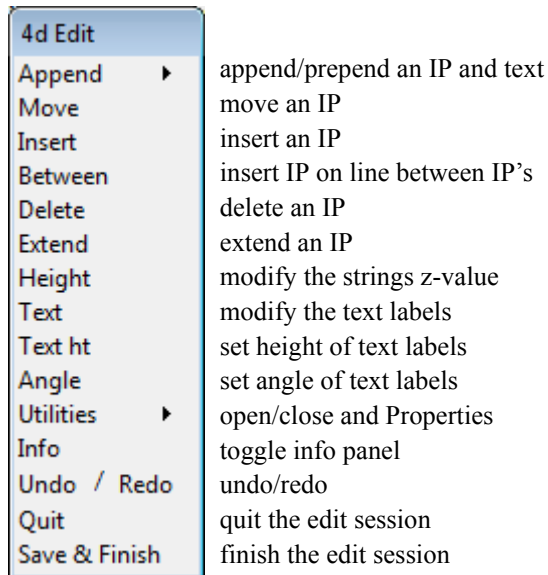 4d Edit
Append append/prepend an IP and text
Move move an IP
Insert insert an IP
Between insert IP on line between IP’s
Delete delete an IP
Extend extend an IP
Height modify the strings z-value
Text modify the text labels
Text ht set height of text labels
Angle set angle of text labels
Utilities open/close and Properties
Info toggle info panel
Undo / Redo undo/redo
Quit quit the edit session
Save & Finish finish the edit session